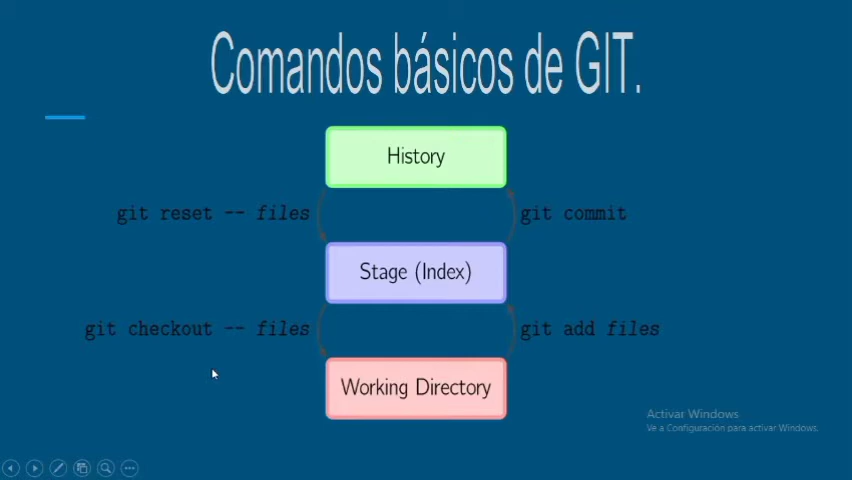 Comandos básicos de GIT.
History
git reset -- files
git commit
Stage (Index)
git checkout -- files
git add files
Working Directory
Activar Windows
Ve a Configuración para activar Windows.